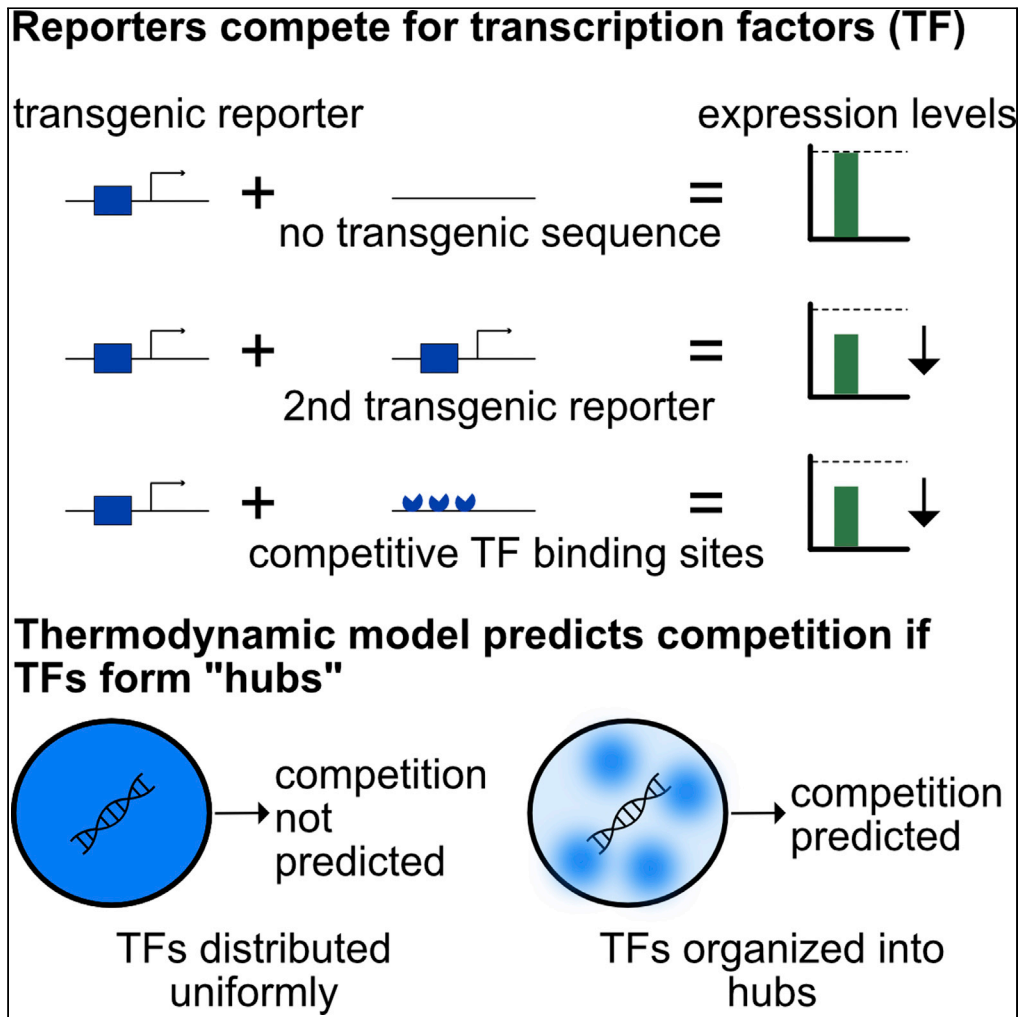 Reporters compete for transcription factors (TF)
transgenic reporter
expression levels
+
=
no transgenic sequence
+
=
2nd transgenic reporter
+
=
competitive TF binding sites
Thermodynamic model predicts competition if
TFs form "hubs"
competition
not
predicted
competition
predicted
TFs distributed
uniformly
TFs organized into
hubs